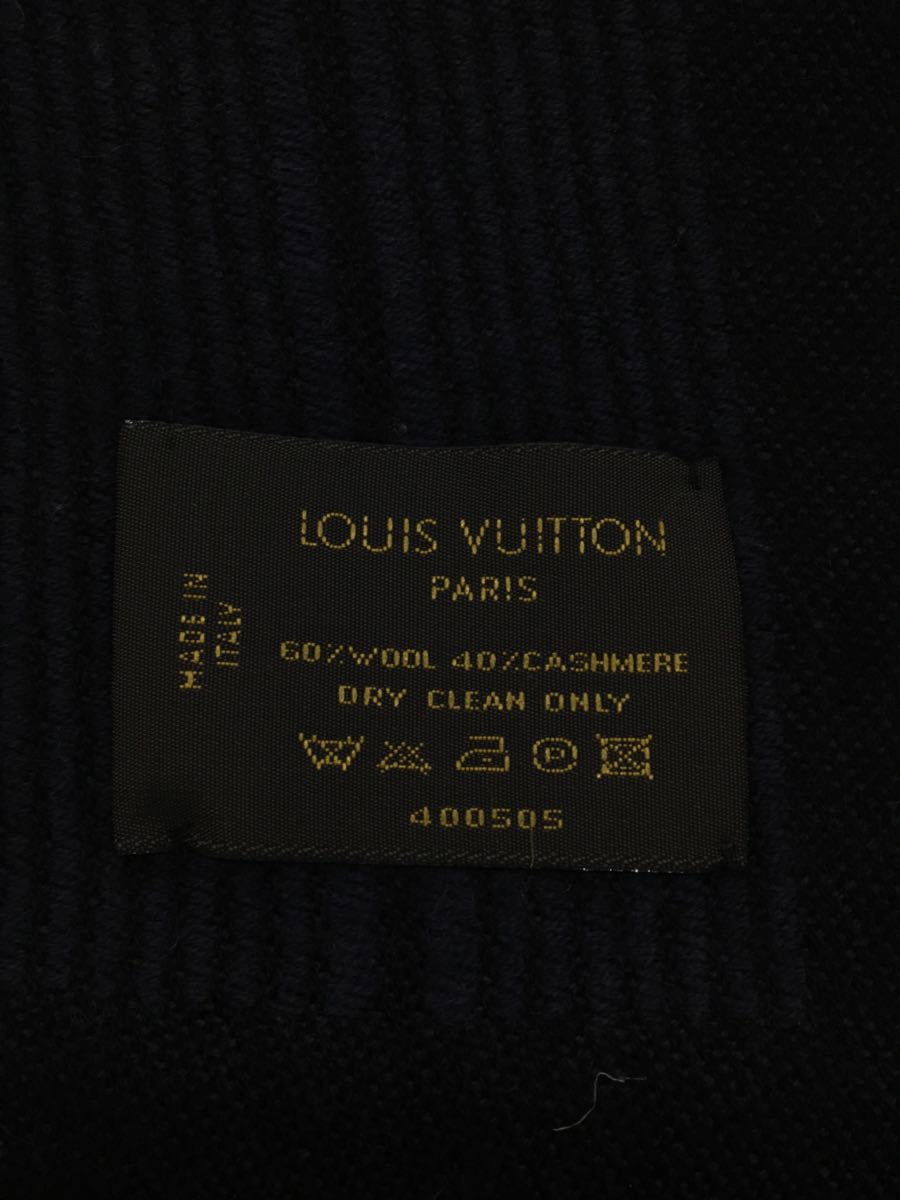 LOUIS VUITTON
PARIS
MADE IN
ITALY
60%WOOL 40%CASHMERE
DRY CLEAN ONLY
400505